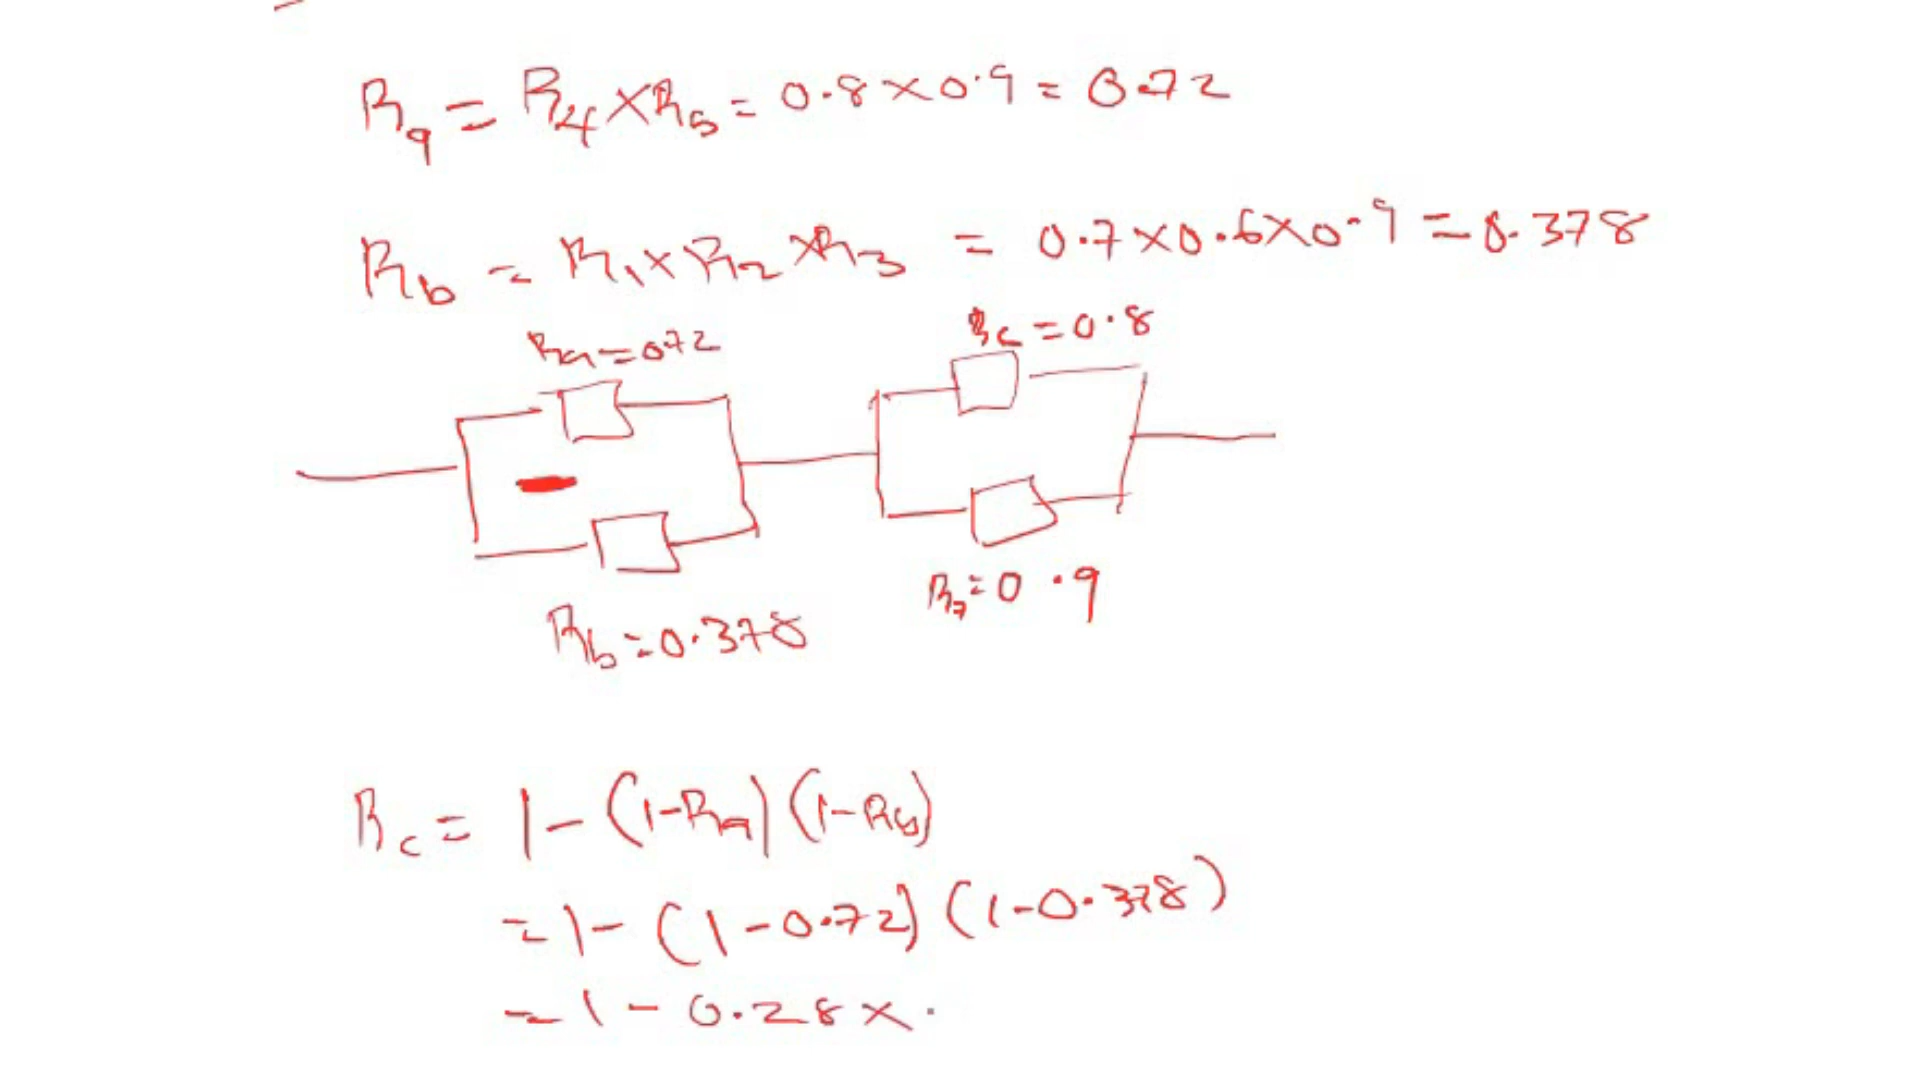 Ra = R4 × R5 = 0.8 × 0.9 = 0.72
Rb = R1 × R2 × R3 = 0.7 × 0.6 × 0.9 = 0.378
Ra = 0.72
Rc = 0.8
Rb = 0.378
R7 = 0.9
Rc = 1 - (1-Ra) (1-Rb)
= 1 - (1 - 0.72) (1 - 0.378)
= 1 - 0.28 × .